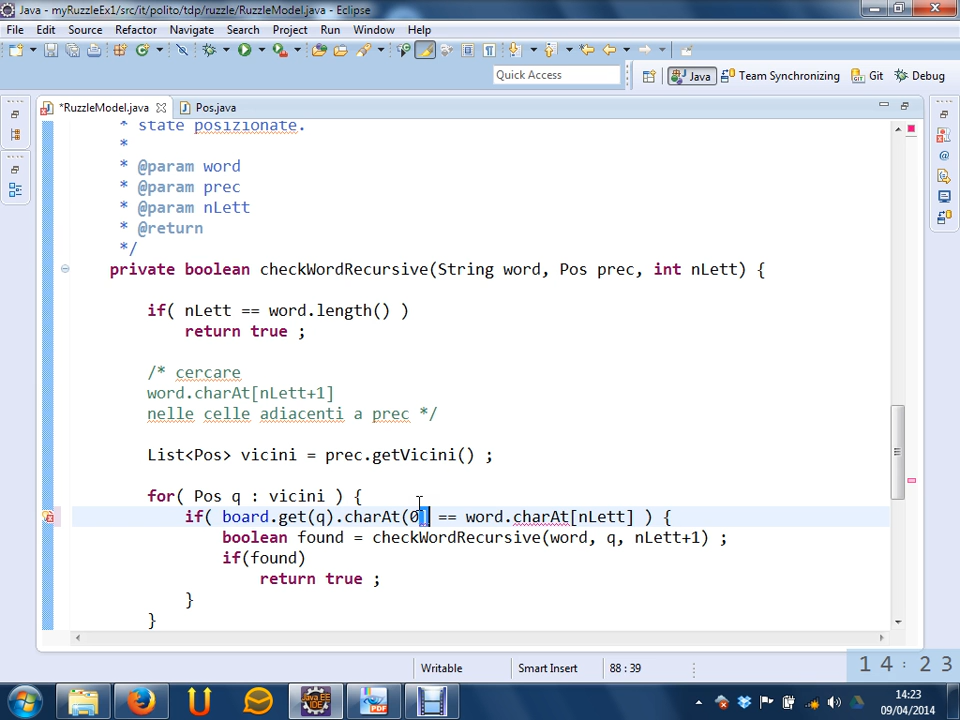 Java - myRuzzleEx1/src/it/polito/tdp/ruzzle/RuzzleModel.java - Eclipse
File Edit Source Refactor Navigate Search Project Run Window Help
Quick Access
Java Team Synchronizing Git Debug
*RuzzleModel.java Pos.java
* state posizionate.
*
* @param word
* @param prec
* @param nLett
* @return
*/
private boolean checkWordRecursive(String word, Pos prec, int nLett) {
if( nLett == word.length() )
return true ;
/* cercare
word.charAt[nLett+1]
nelle celle adiacenti a prec */
List<Pos> vicini = prec.getVicini() ;
for( Pos q : vicini ) {
if( board.get(q).charAt(0] == word.charAt[nLett] ) {
boolean found = checkWordRecursive(word, q, nLett+1) ;
if(found)
return true ;
}
}
Writable Smart Insert 88 : 39
14:23
14:23
09/04/2014